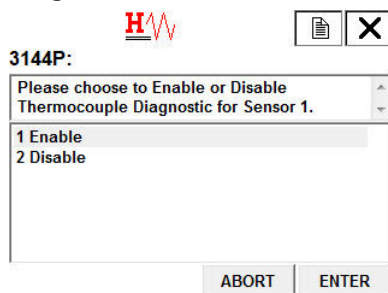 H
3144P:
Please choose to Enable or Disable
Thermocouple Diagnostic for Sensor 1.
1 Enable
2 Disable
ABORT ENTER